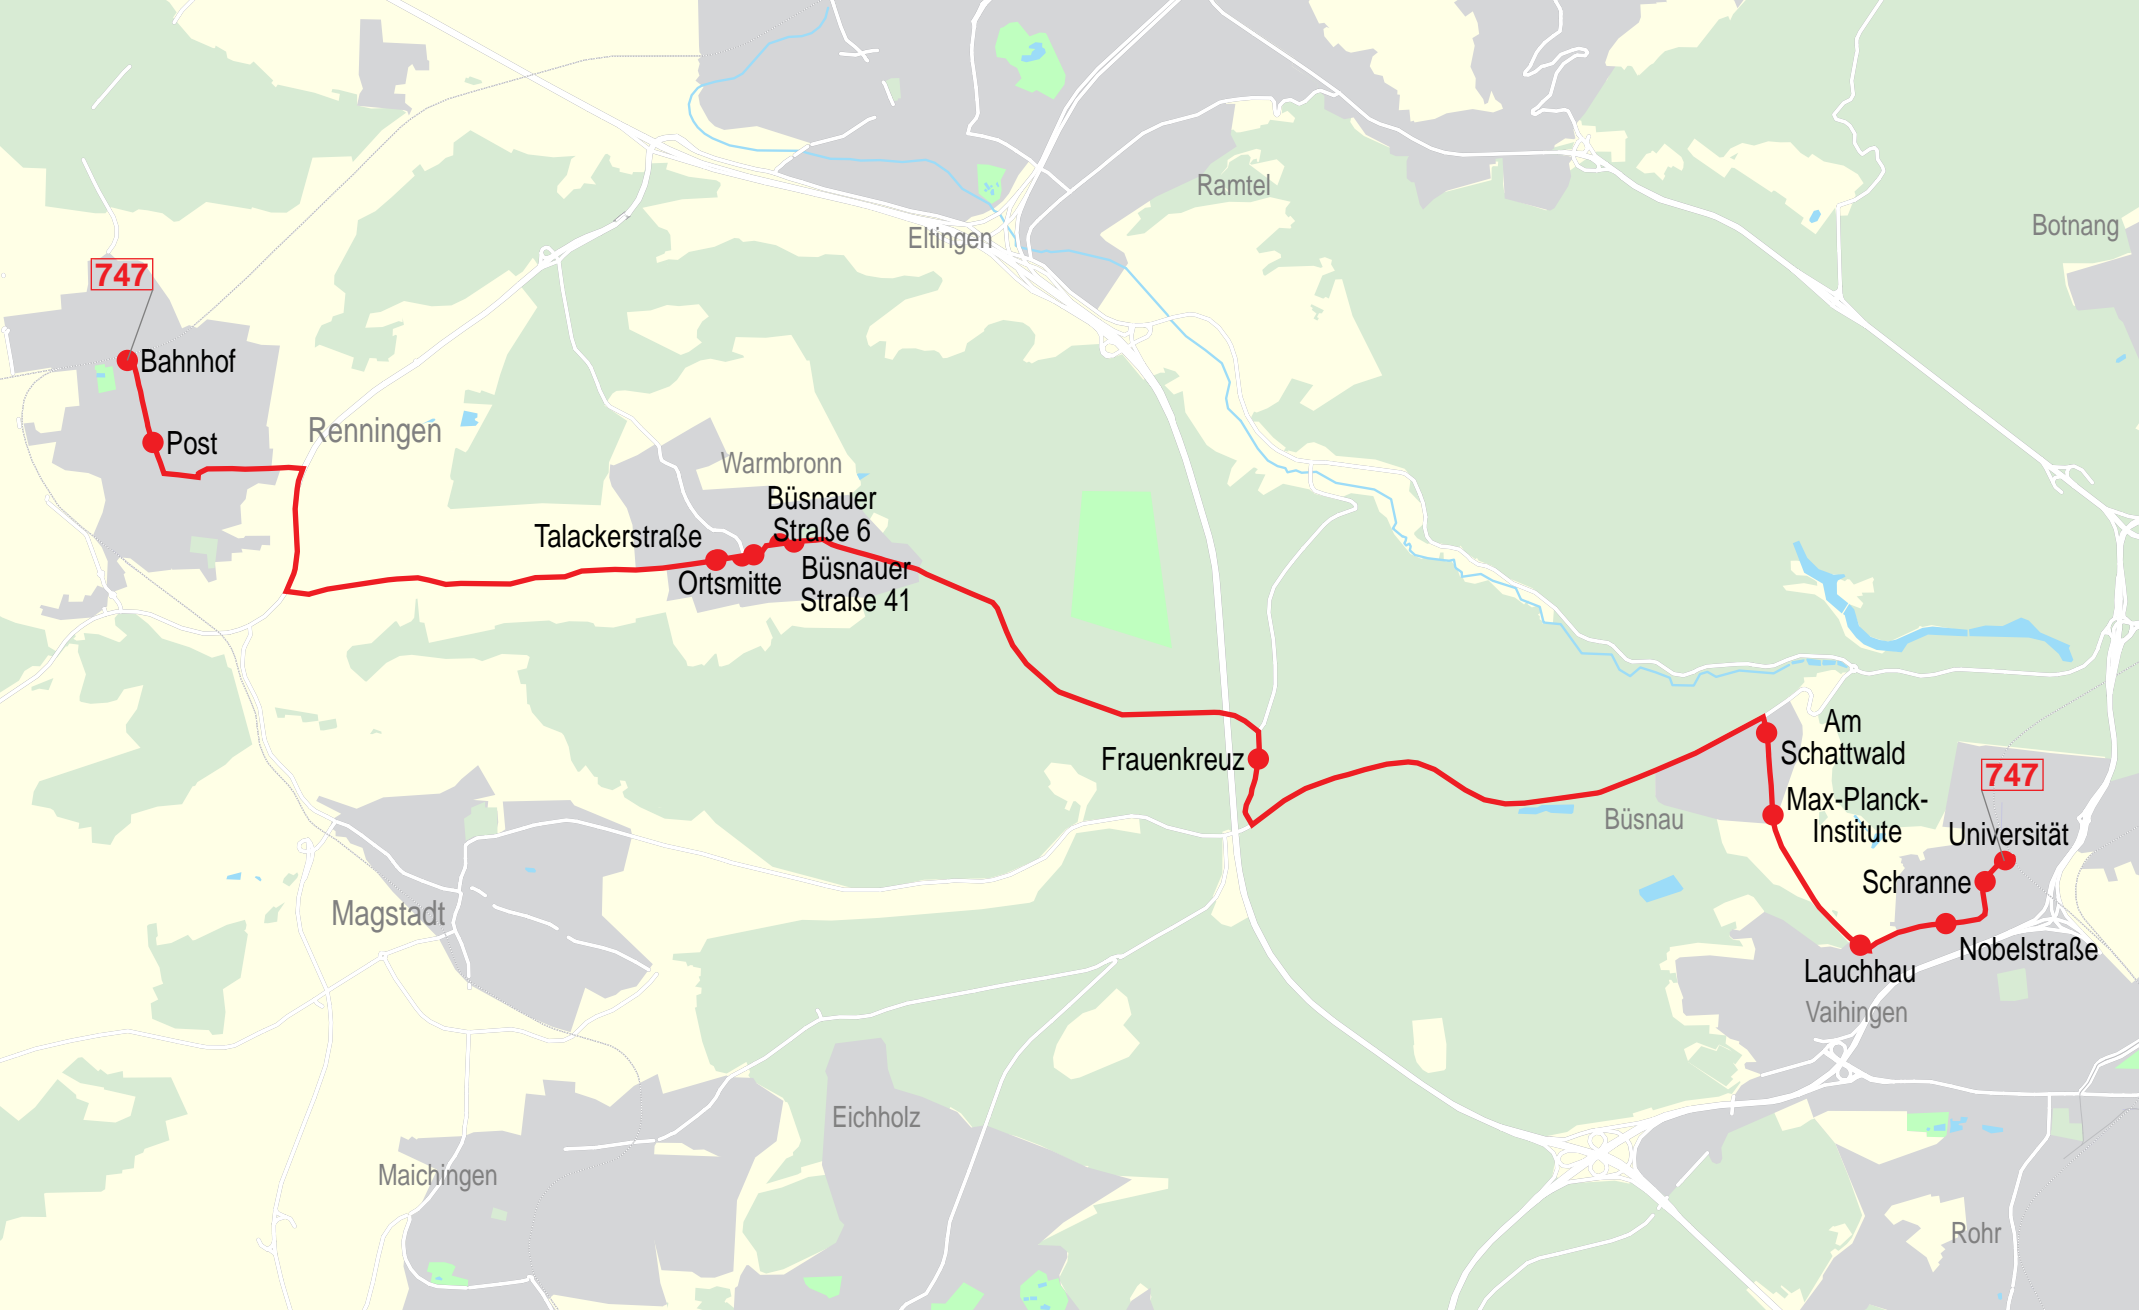 Ramtel
Botnang
Eltingen
747
Bahnhof
Renningen
Post
Warmbronn
Büsnauer
Straße 6
Talackerstraße
Büsnauer
Straße 41
Ortsmitte
Am
Schattwald
Frauenkreuz
747
Max-Planck-
Institute
Büsnau
Universität
Schranne
Magstadt
Nobelstraße
Lauchhau
Vaihingen
Eichholz
Maichingen
Rohr